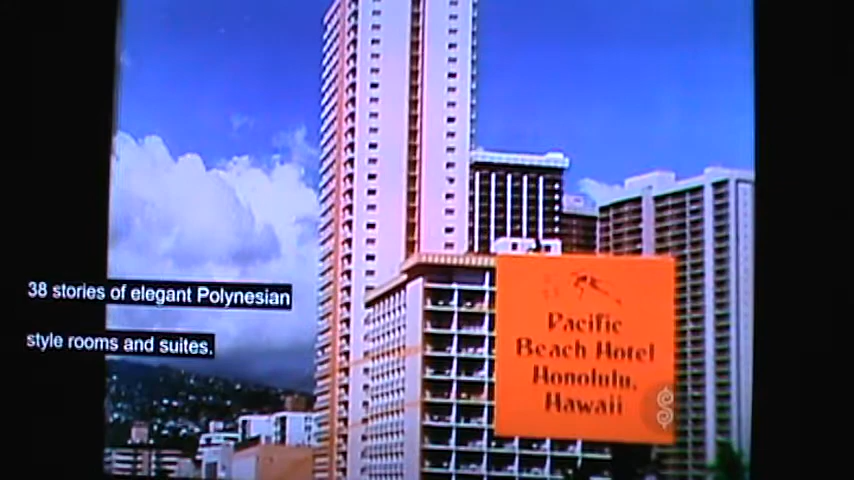 38 stories of elegant Polynesian
style rooms and suites.
Pacific
Beach Hotel
Honolulu,
Hawaii